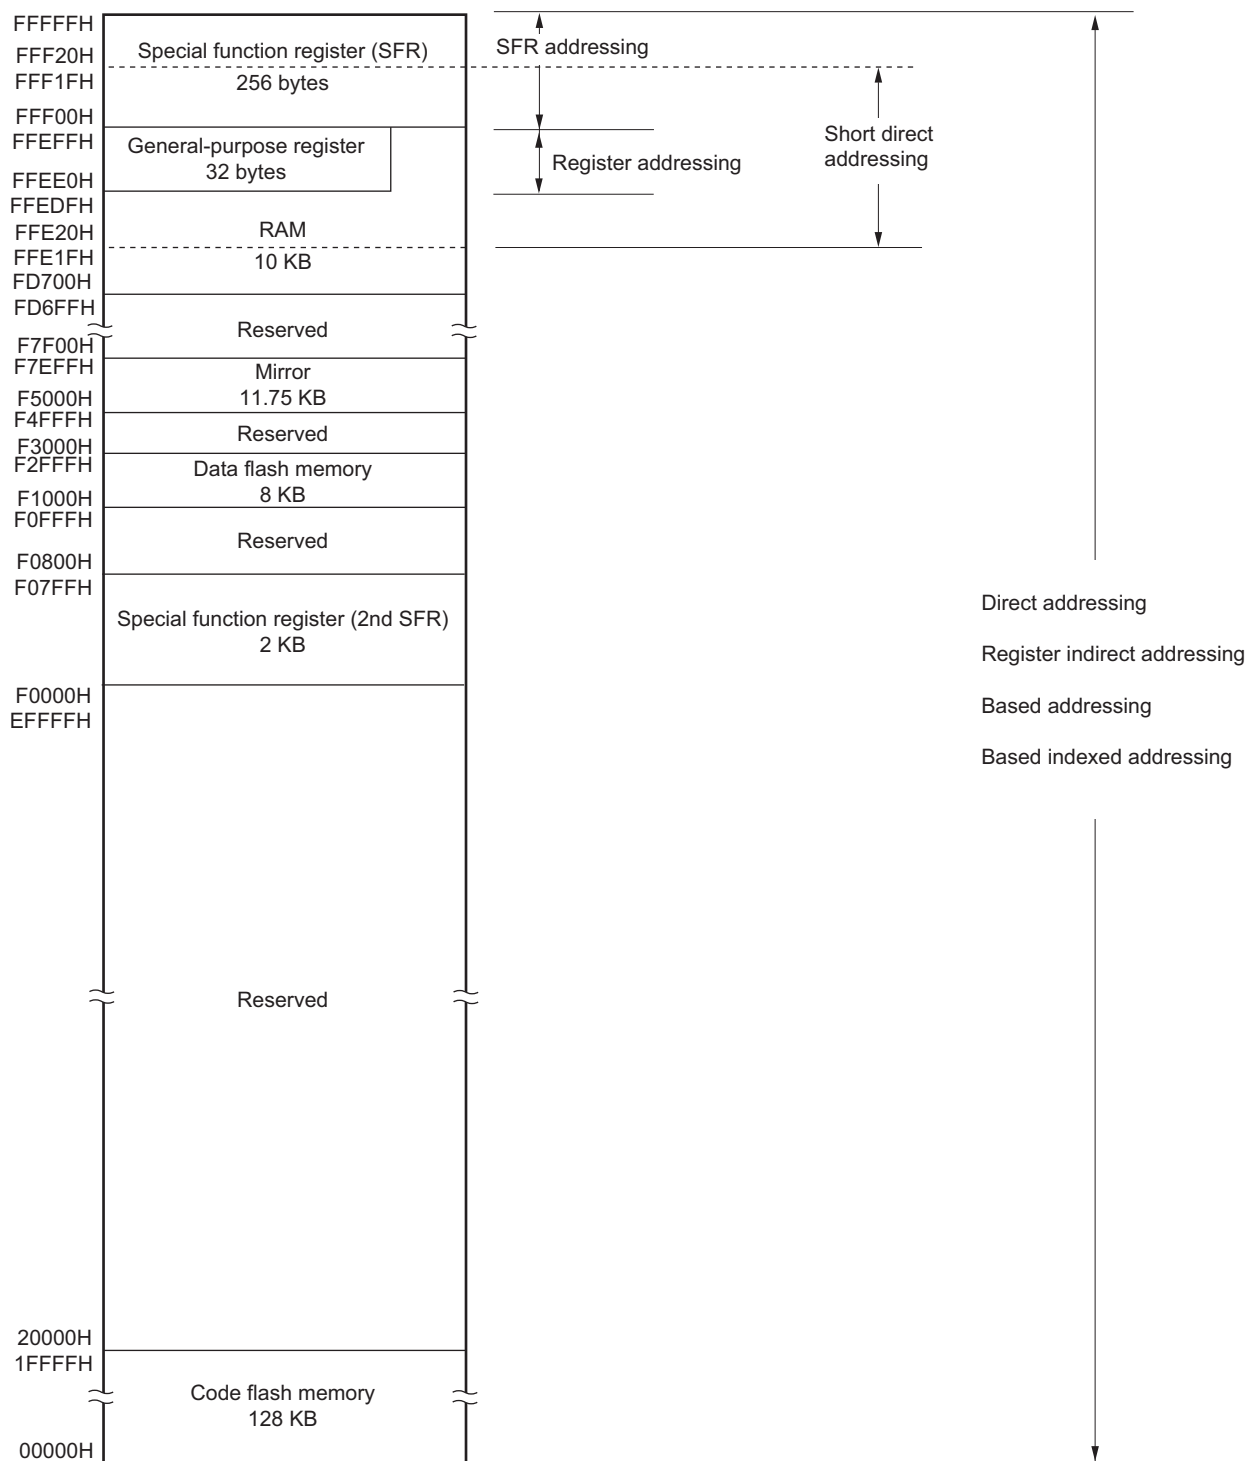 FFFFFH
FFF20H
FFF1FH
FFF00H
FFEFFH
FFEE0H
FFEDFH
FFE20H
FFE1FH
FD700H
FD6FFH
F7F00H
F7EFFH
F5000H
F4FFFH
F3000H
F2FFFH
F1000H
F0FFFH
F0800H
F07FFH
F0000H
EFFFFH
20000H
1FFFFH
00000H
Special function register (SFR)
256 bytes
General-purpose register
32 bytes
RAM
10 KB
Reserved
Mirror
11.75 KB
Reserved
Data flash memory
8 KB
Reserved
Special function register (2nd SFR)
2 KB
Reserved
Code flash memory
128 KB
SFR addressing
Register addressing
Short direct
addressing
Direct addressing
Register indirect addressing
Based addressing
Based indexed addressing